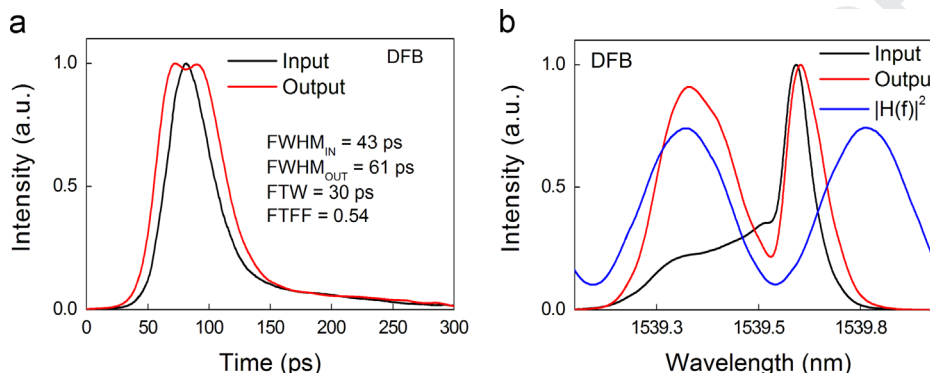 a
Input
Output
DFB
FWHM_IN = 43 ps
FWHM_OUT = 61 ps
FTW = 30 ps
FTFF = 0.54
Intensity (a.u.)
1.0
0.5
0.0
0 50 100 150 200 250 300
Time (ps)
b
DFB
Input
Output
|H(f)|²
Intensity (a.u.)
1.0
0.5
0.0
1539.3 1539.5 1539.8
Wavelength (nm)